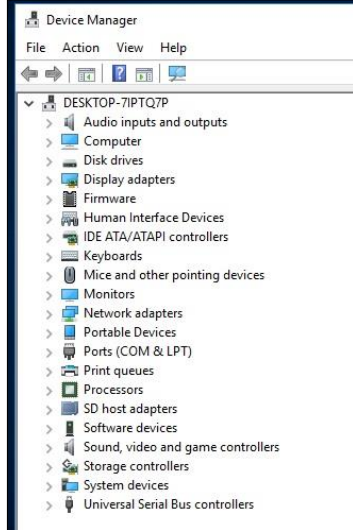 Device Manager
File Action View Help
DESKTOP-7IPTQ7P
Audio inputs and outputs
Computer
Disk drives
Display adapters
Firmware
Human Interface Devices
IDE ATA/ATAPI controllers
Keyboards
Mice and other pointing devices
Monitors
Network adapters
Portable Devices
Ports (COM & LPT)
Print queues
Processors
SD host adapters
Software devices
Sound, video and game controllers
Storage controllers
System devices
Universal Serial Bus controllers